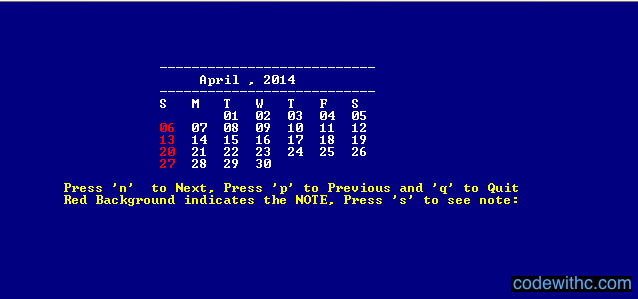 ---------------------------
April , 2014
---------------------------
S M T W T F S
01 02 03 04 05
06 07 08 09 10 11 12
13 14 15 16 17 18 19
20 21 22 23 24 25 26
27 28 29 30
Press 'n'  to Next, Press 'p' to Previous and 'q' to Quit
Red Background indicates the NOTE, Press 's' to see note:
codewithc.com